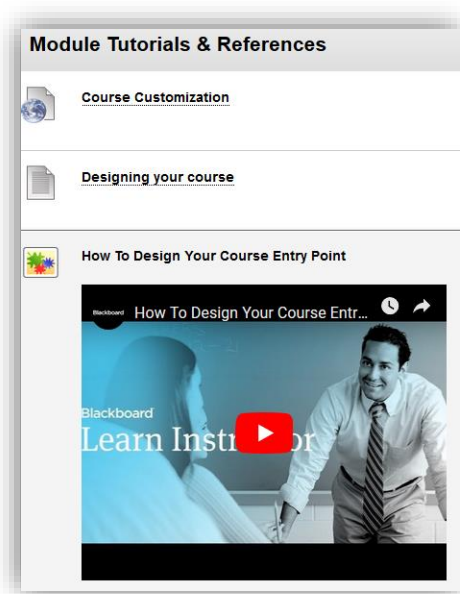 Module Tutorials & References
Course Customization
Designing your course
How To Design Your Course Entry Point
Blackboard
How To Design Your Course Entr...
Blackboard
Learn Instr or